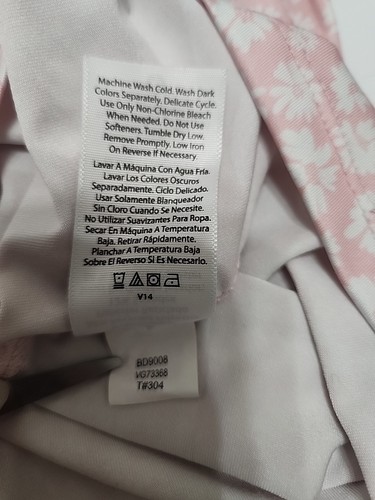 Machine Wash Cold. Wash Dark
Colors Separately. Delicate Cycle.
Use Only Non-Chlorine Bleach
When Needed. Do Not Use
Softeners. Tumble Dry Low.
Remove Promptly. Low Iron
On Reverse If Necessary.
Lavar A Máquina Con Agua Fría.
Lavar Los Colores Oscuros
Separadamente. Ciclo Delicado.
Usar Solamente Blanqueador
Sin Cloro Cuando Se Necesite.
No Utilizar Suavizantes Para Ropa.
Secar En Máquina A Temperatura
Baja. Retirar Rápidamente.
Planchar A Temperatura Baja
Sobre El Reverso Si Es Necesario.
V14
BD9008
VG73368
T#304